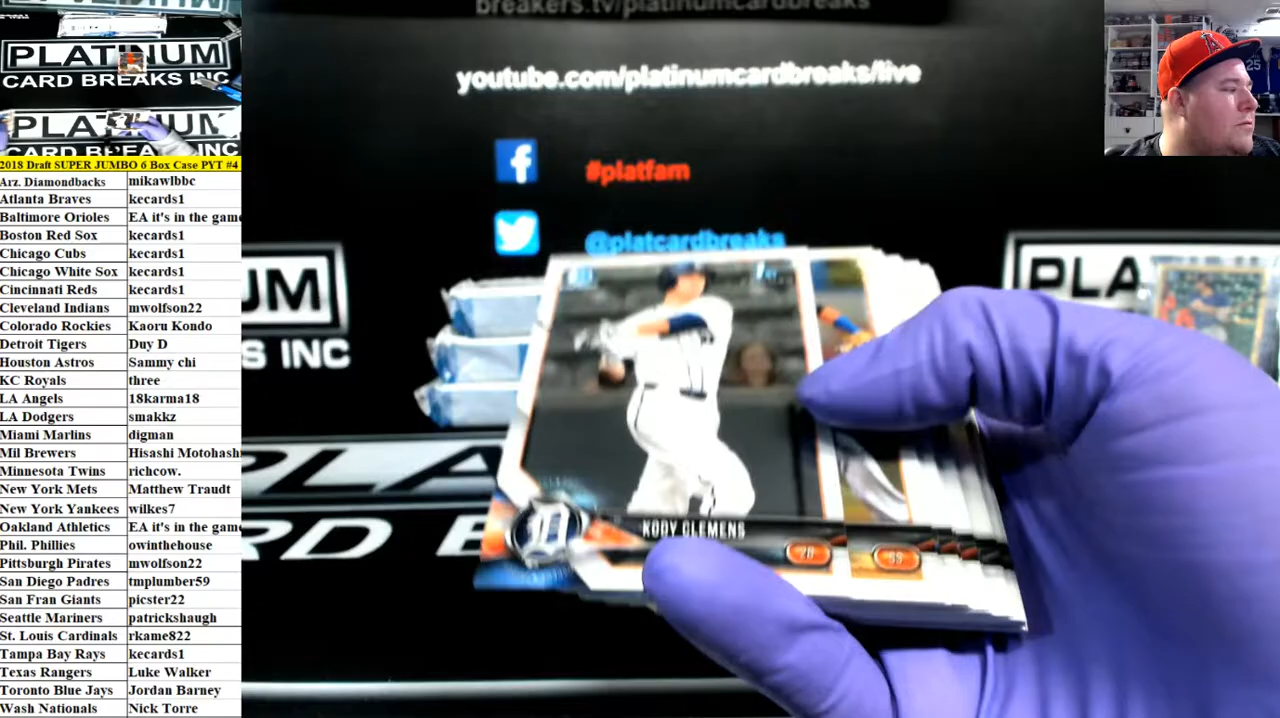 breakers.tv/platinumcardbreaks
youtube.com/platinumcardbreaks/live
#platfam
@platcardbreaks
PLATINUM
CARD BREAKS INC
PLATINUM
2018 Draft SUPER JUMBO 6 Box Case PYT #4
Arz. Diamondbacks mikawlbbc
Atlanta Braves kecards1
Baltimore Orioles EA it's in the game
Boston Red Sox kecards1
Chicago Cubs kecards1
Chicago White Sox kecards1
Cincinnati Reds kecards1
Cleveland Indians mwolfson22
Colorado Rockies Kaoru Kondo
Detroit Tigers Duy D
Houston Astros Sammy chi
KC Royals three
LA Angels 18karma18
LA Dodgers smakkz
Miami Marlins digman
Mil Brewers Hisashi Motohash
Minnesota Twins richcow.
New York Mets Matthew Traudt
New York Yankees wilkes7
Oakland Athletics EA it's in the game
Phil. Phillies owinthehouse
Pittsburgh Pirates mwolfson22
San Diego Padres tmplumber59
San Fran Giants picster22
Seattle Mariners patrickshaugh
St. Louis Cardinals rkame822
Tampa Bay Rays kecards1
Texas Rangers Luke Walker
Toronto Blue Jays Jordan Barney
Wash Nationals Nick Torre
UM
S INC
PLA
PLA
RD BRE
KODY CLEMENS
25